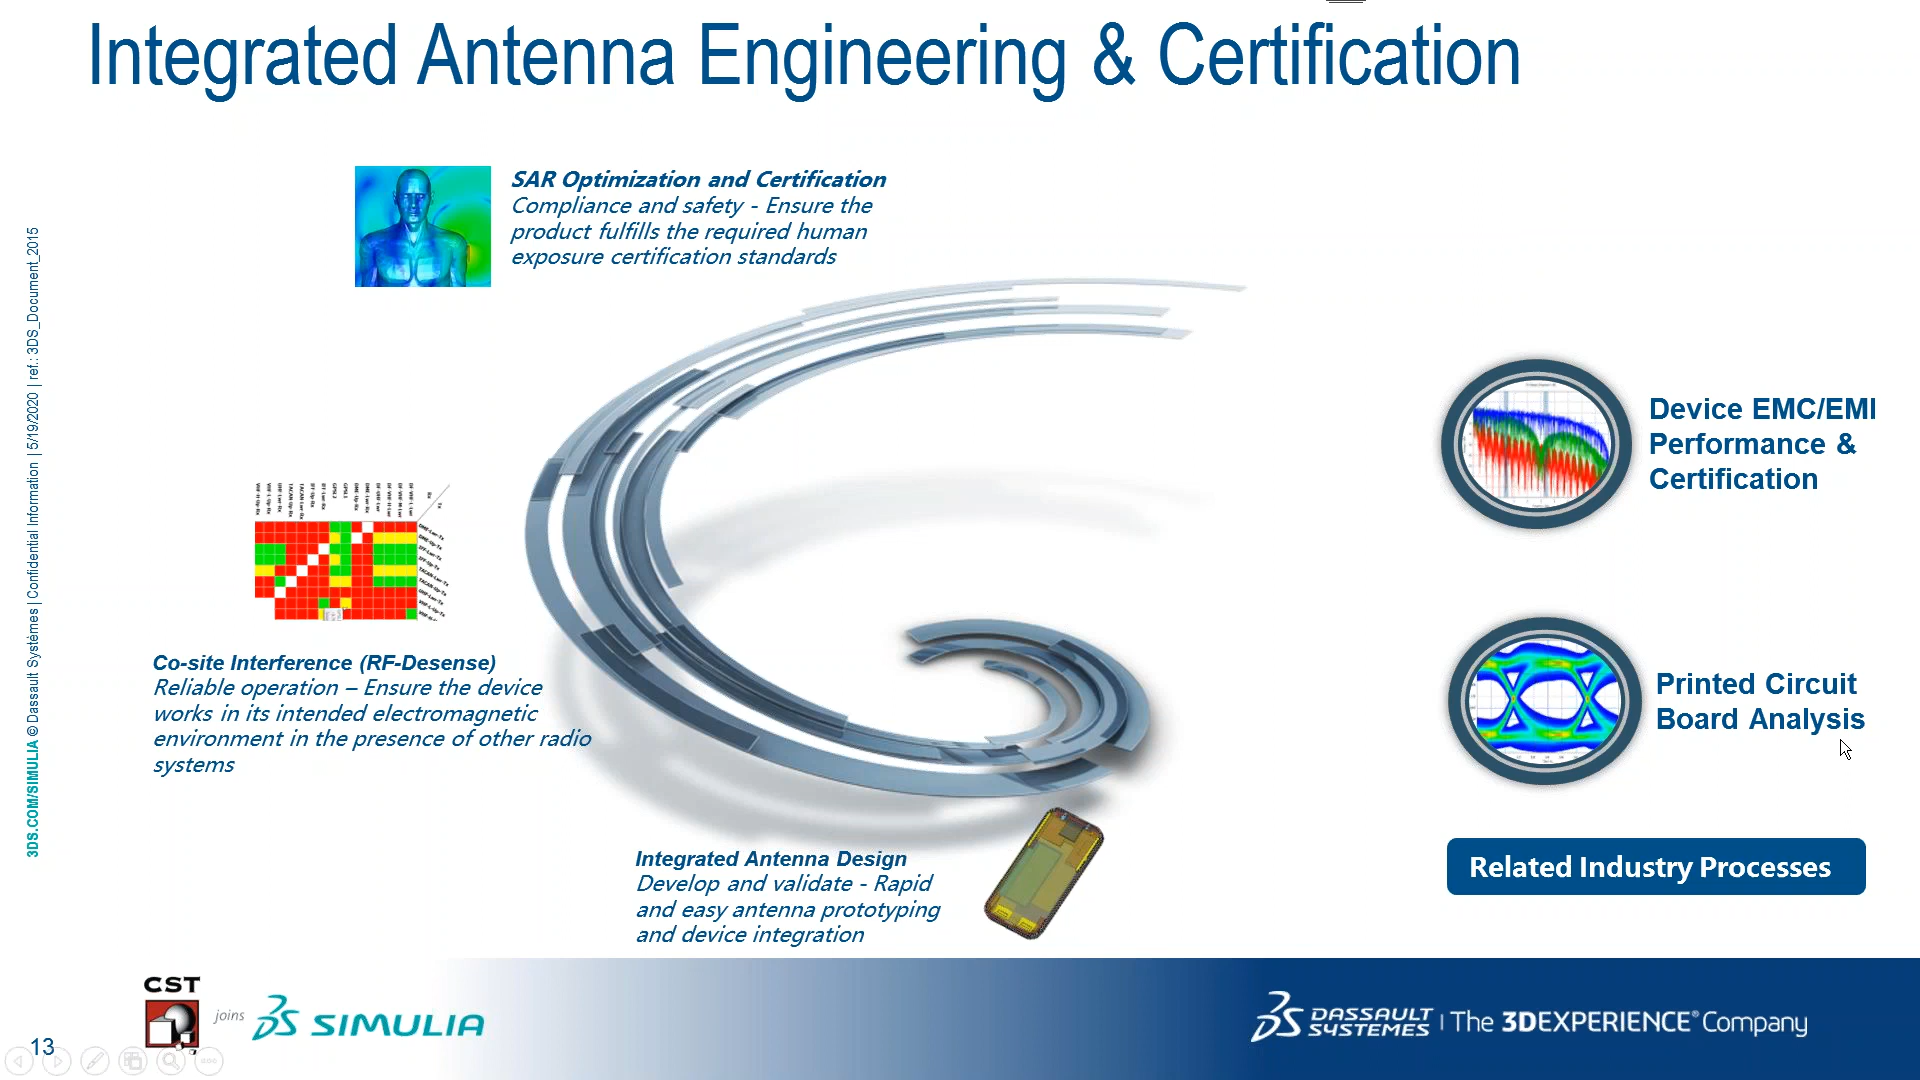 Integrated Antenna Engineering & Certification
SAR Optimization and Certification
Compliance and safety - Ensure the
product fulfills the required human
exposure certification standards
3DS.COM/SIMULIA © Dassault Systèmes | Confidential Information | 5/19/2020 | ref.: 3DS_Document_2015
Device EMC/EMI
Performance &
Certification
Co-site Interference (RF-Desense)
Reliable operation – Ensure the device
works in its intended electromagnetic
environment in the presence of other radio
systems
Printed Circuit
Board Analysis
Integrated Antenna Design
Develop and validate - Rapid
and easy antenna prototyping
and device integration
Related Industry Processes
CST
joins
SIMULIA
DASSAULT
SYSTEMES
The 3DEXPERIENCE® Company
13